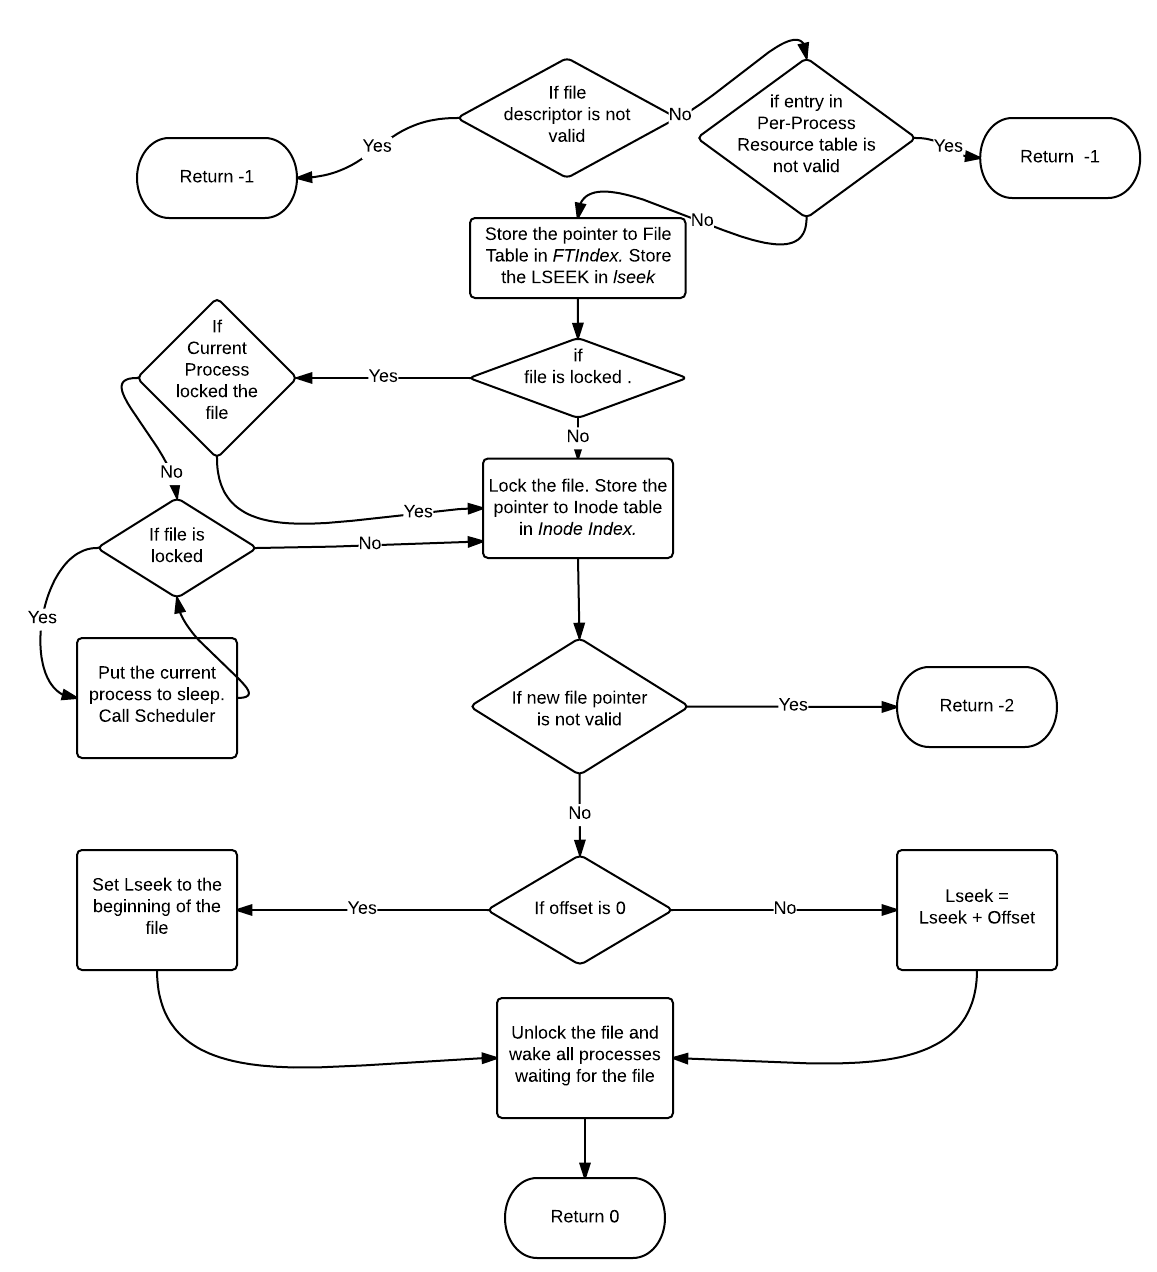 If file
descriptor is not
valid
No
if entry in
Per-Process
Resource table is
not valid
Yes
Return -1
Yes
Return  -1
No
Store the pointer to File
Table in FTIndex. Store
the LSEEK in lseek
If
Current
Process
locked the
file
Yes
if
file is locked .
No
No
Lock the file. Store the
pointer to Inode table
in Inode Index.
Yes
If file is
locked
No
Yes
Put the current
process to sleep.
Call Scheduler
If new file pointer
is not valid
Yes
Return -2
No
Set Lseek to the
beginning of the
file
Yes
If offset is 0
No
Lseek =
Lseek + Offset
Unlock the file and
wake all processes
waiting for the file
Return 0